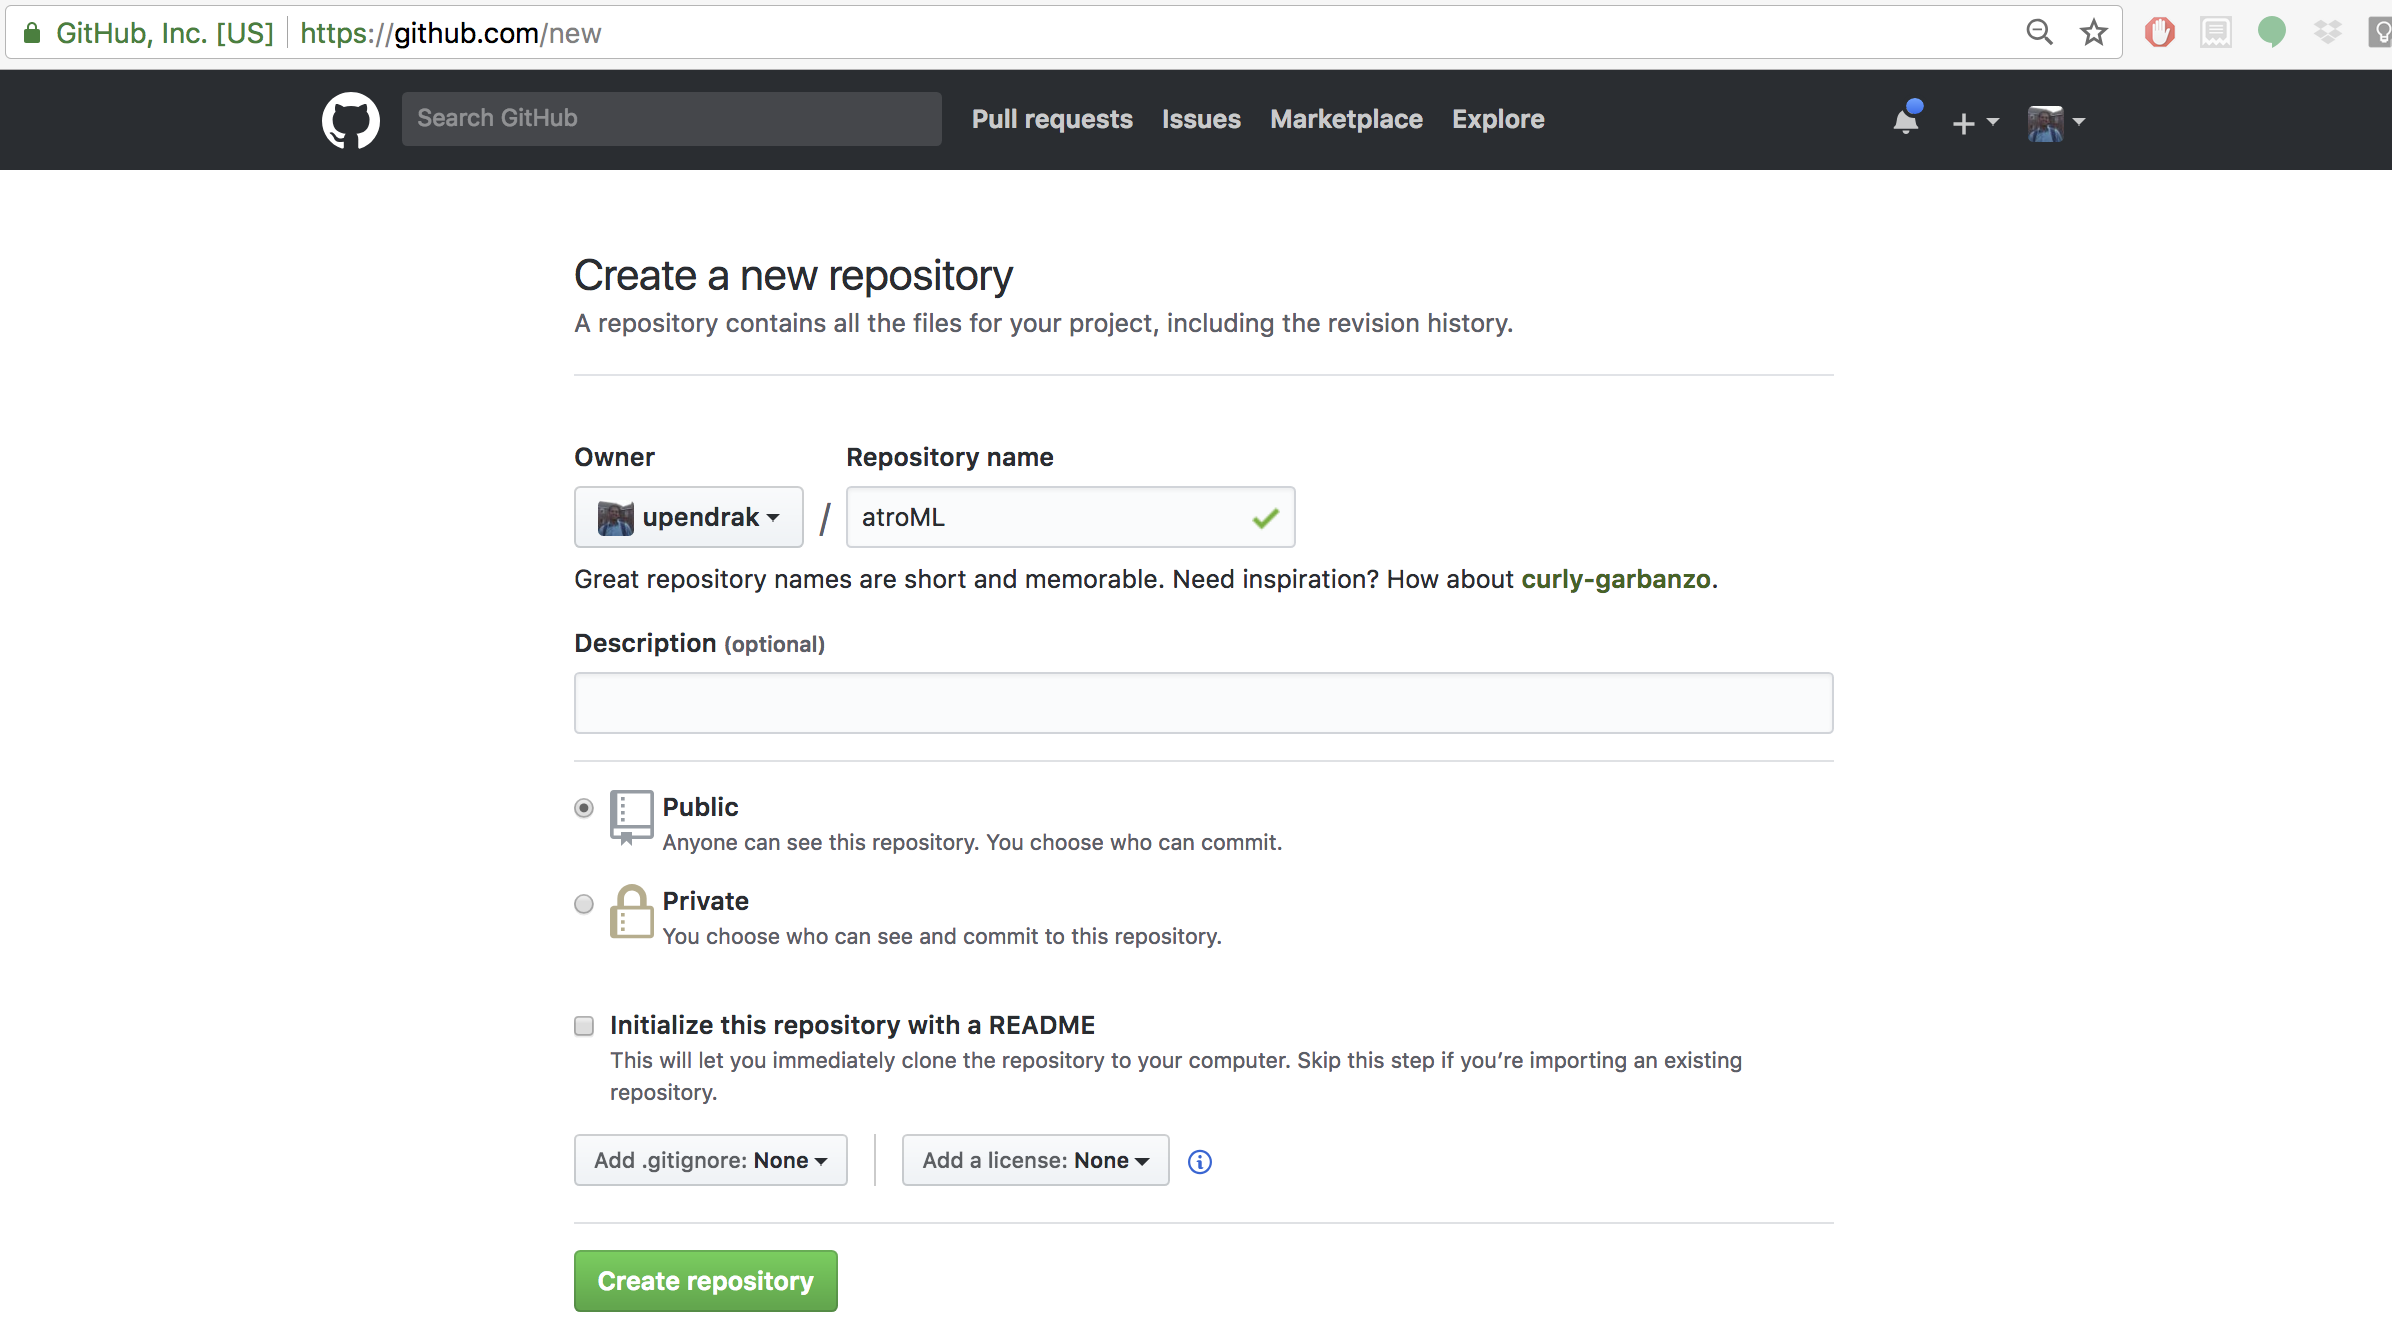 GitHub, Inc. [US] https://github.com/new
Search GitHub Pull requests Issues Marketplace Explore
Create a new repository
A repository contains all the files for your project, including the revision history.
Owner Repository name
upendrak / atroML
Great repository names are short and memorable. Need inspiration? How about curly-garbanzo.
Description (optional)
Public
Anyone can see this repository. You choose who can commit.
Private
You choose who can see and commit to this repository.
Initialize this repository with a README
This will let you immediately clone the repository to your computer. Skip this step if you’re importing an existing
repository.
Add .gitignore: None Add a license: None
Create repository